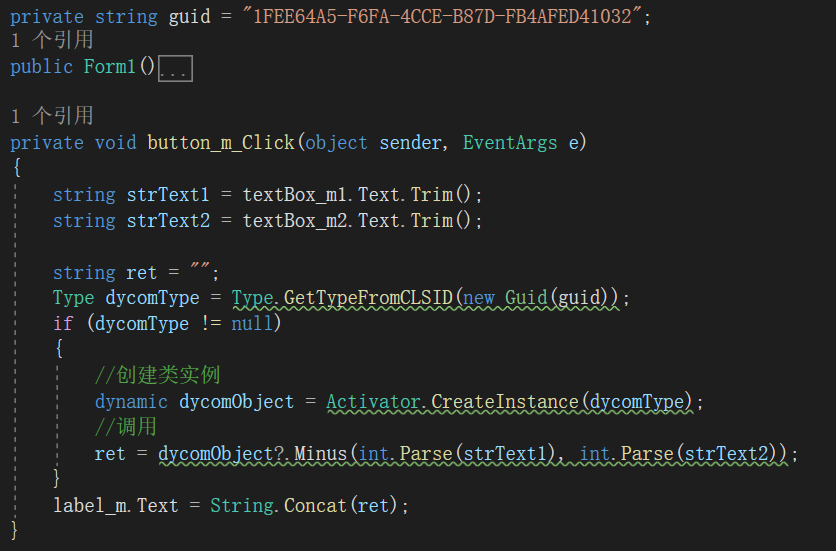 private string guid = "1FEE64A5-F6FA-4CCE-B87D-FB4AFED41032";
1 个引用
public Form1()...
1 个引用
private void button_m_Click(object sender, EventArgs e)
{
string strText1 = textBox_m1.Text.Trim();
string strText2 = textBox_m2.Text.Trim();
string ret = "";
Type dycomType = Type.GetTypeFromCLSID(new Guid(guid));
if (dycomType != null)
{
//创建类实例
dynamic dycomObject = Activator.CreateInstance(dycomType);
//调用
ret = dycomObject?.Minus(int.Parse(strText1), int.Parse(strText2));
}
label_m.Text = String.Concat(ret);
}